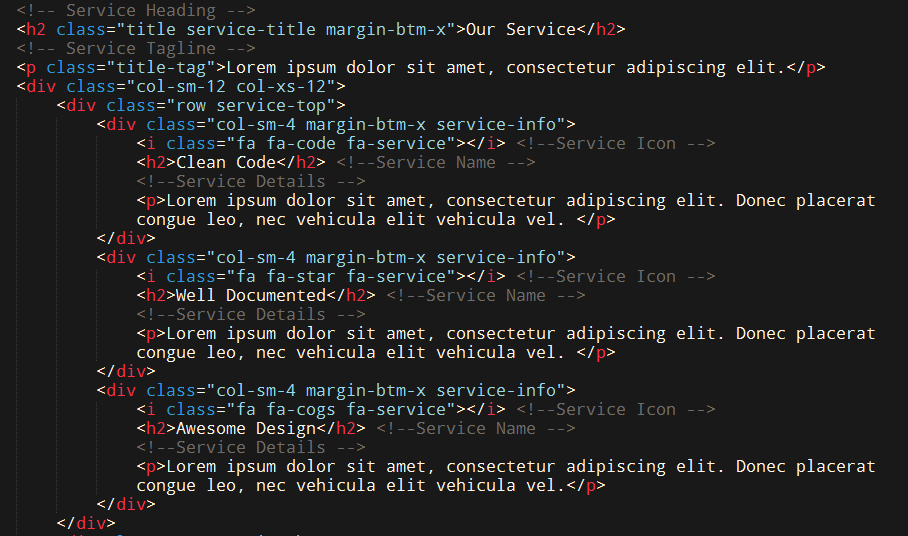 <!-- Service Heading -->
<h2 class="title service-title margin-btm-x">Our Service</h2>
<!-- Service Tagline -->
<p class="title-tag">Lorem ipsum dolor sit amet, consectetur adipiscing elit.</p>
<div class="col-sm-12 col-xs-12">
<div class="row service-top">
<div class="col-sm-4 margin-btm-x service-info">
<i class="fa fa-code fa-service"></i> <!--Service Icon -->
<h2>Clean Code</h2> <!--Service Name -->
<!--Service Details -->
<p>Lorem ipsum dolor sit amet, consectetur adipiscing elit. Donec placerat
congue leo, nec vehicula elit vehicula vel. </p>
</div>
<div class="col-sm-4 margin-btm-x service-info">
<i class="fa fa-star fa-service"></i> <!--Service Icon -->
<h2>Well Documented</h2> <!--Service Name -->
<!--Service Details -->
<p>Lorem ipsum dolor sit amet, consectetur adipiscing elit. Donec placerat
congue leo, nec vehicula elit vehicula vel. </p>
</div>
<div class="col-sm-4 margin-btm-x service-info">
<i class="fa fa-cogs fa-service"></i> <!--Service Icon -->
<h2>Awesome Design</h2> <!--Service Name -->
<!--Service Details -->
<p>Lorem ipsum dolor sit amet, consectetur adipiscing elit. Donec placerat
congue leo, nec vehicula elit vehicula vel.</p>
</div>
</div>